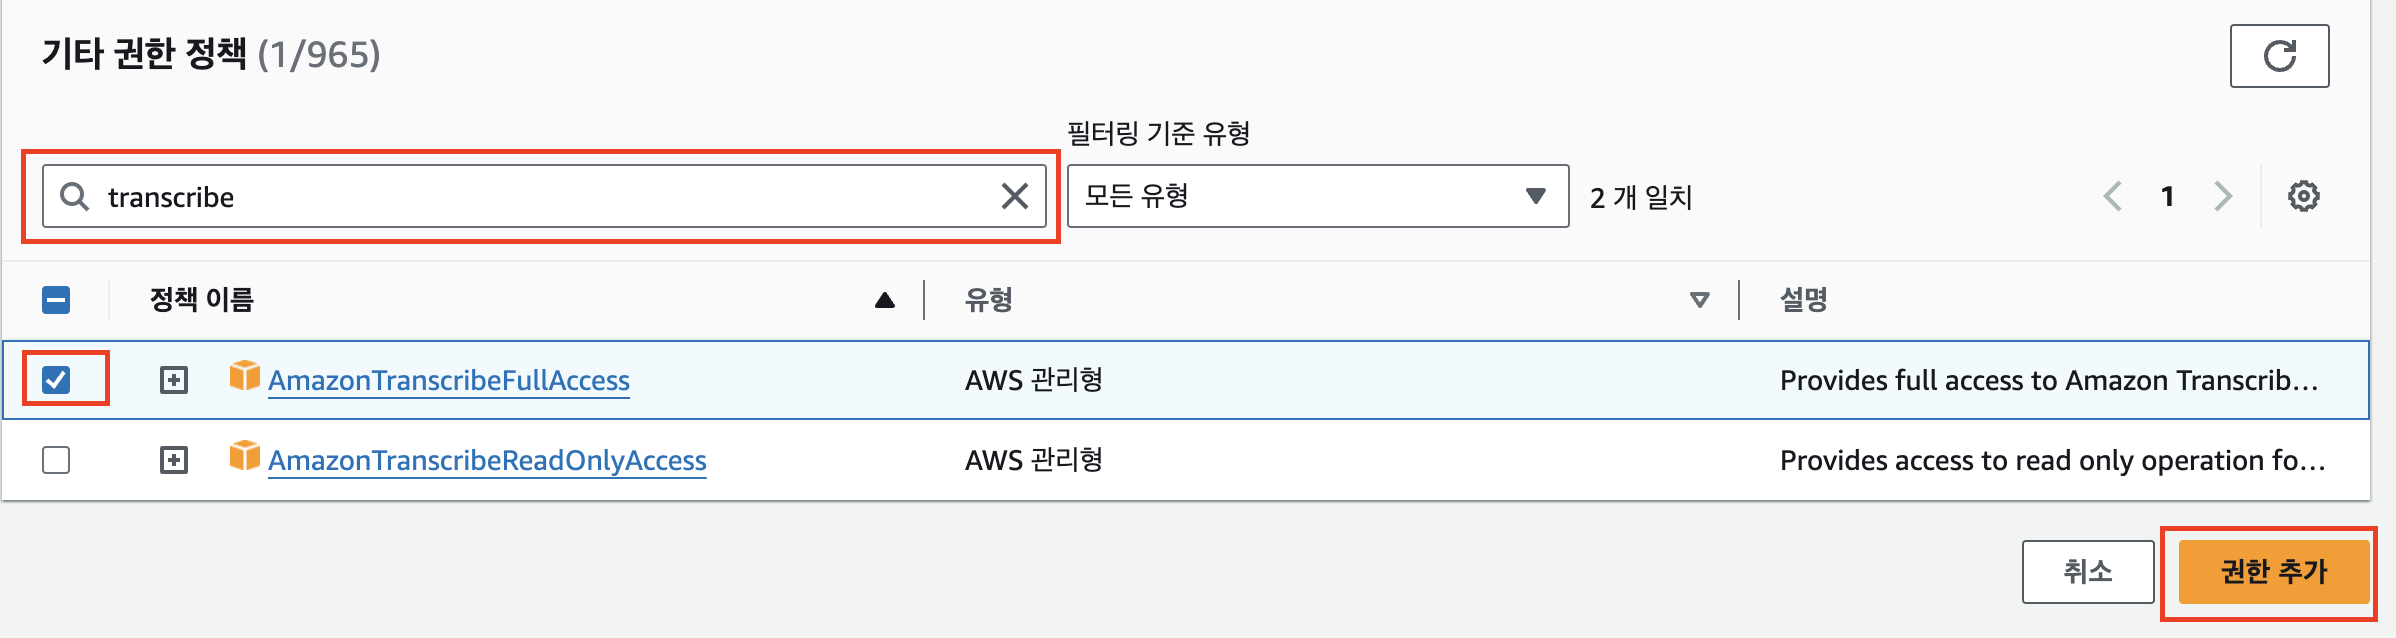 기타 권한 정책 (1/965)
필터링 기준 유형
transcribe
모든 유형
2 개 일치
1
정책 이름 유형 설명
AmazonTranscribeFullAccess AWS 관리형 Provides full access to Amazon Transcrib...
AmazonTranscribeReadOnlyAccess AWS 관리형 Provides access to read only operation fo...
취소 권한 추가